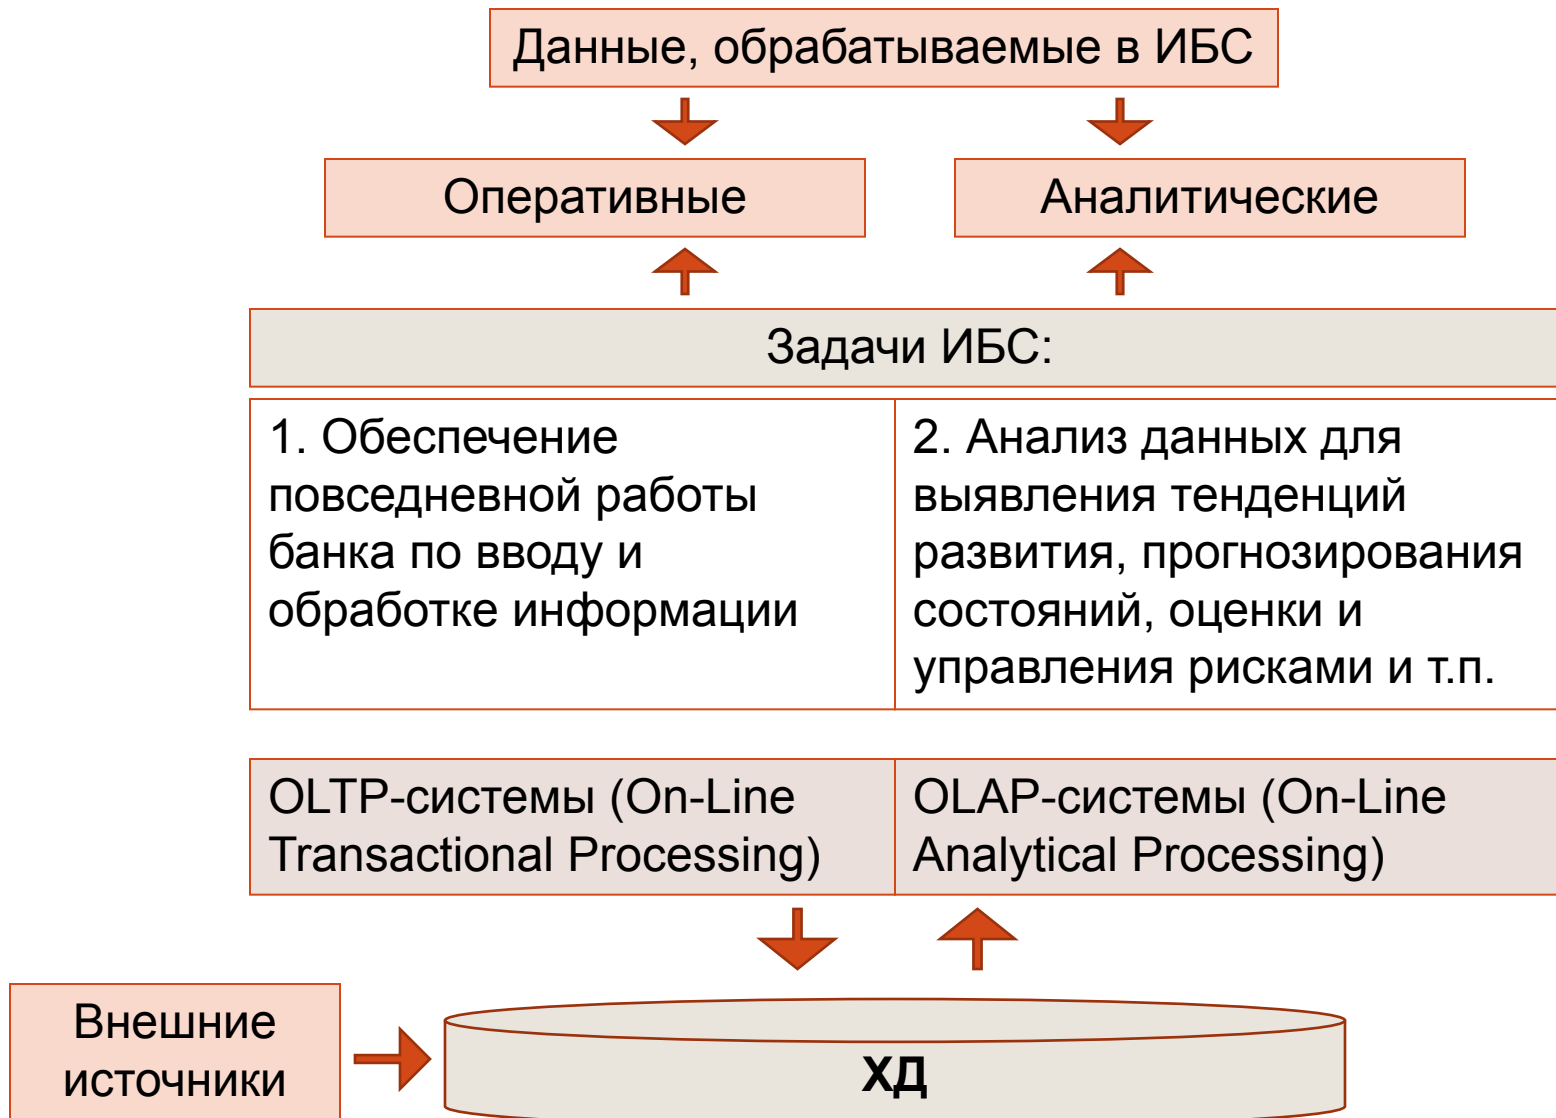 Данные, обрабатываемые в ИБС
Оперативные
Аналитические
Задачи ИБС:
1. Обеспечение
повседневной работы
банка по вводу и
обработке информации
2. Анализ данных для
выявления тенденций
развития, прогнозирования
состояний, оценки и
управления рисками и т.п.
OLTP-системы (On-Line
Transactional Processing)
OLAP-системы (On-Line
Analytical Processing)
Внешние
источники
ХД